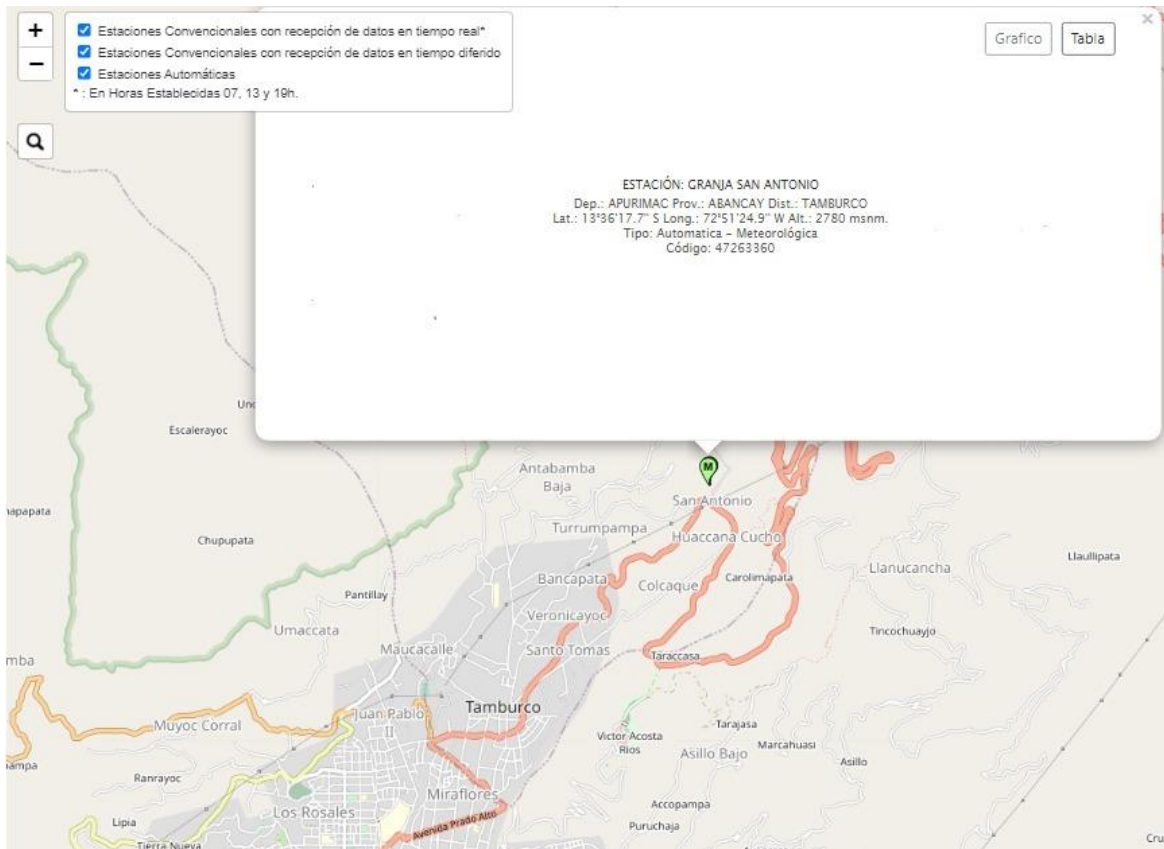 +
−
Estaciones Convencionales con recepción de datos en tiempo real*
Estaciones Convencionales con recepción de datos en tiempo diferido
Estaciones Automáticas
* : En Horas Establecidas 07, 13 y 19h.
×
Grafico
Tabla
ESTACIÓN: GRANJA SAN ANTONIO
Dep.: APURIMAC Prov.: ABANCAY Dist.: TAMBURCO
Lat.: 13°36'17.7'' S Long.: 72°51'24.9'' W Alt.: 2780 msnm.
Tipo: Automatica - Meteorológica
Código: 47263360
Escalerayoc
Antabamba
Baja
M
San Antonio
Turrumpampa
Huaccana Cucho
Chupupata
Llaullipata
Llanucancha
Bancapata
Colcaque
Carolimapata
Pantillay
Veronicayoc
Umaccata
Tincochuayjo
Maucacalle
Santo Tomas
Taraccasa
Tamburco
Juan Pablo
II
Muyoc Corral
Tarajasa
Victor Acosta
Rios
Asillo Bajo
Marcahuasi
Asillo
Ranrayoc
Miraflores
Los Rosales
Accopampa
Lipia
Avenida Prado Alto
Puruchaja
Tierra Nueva